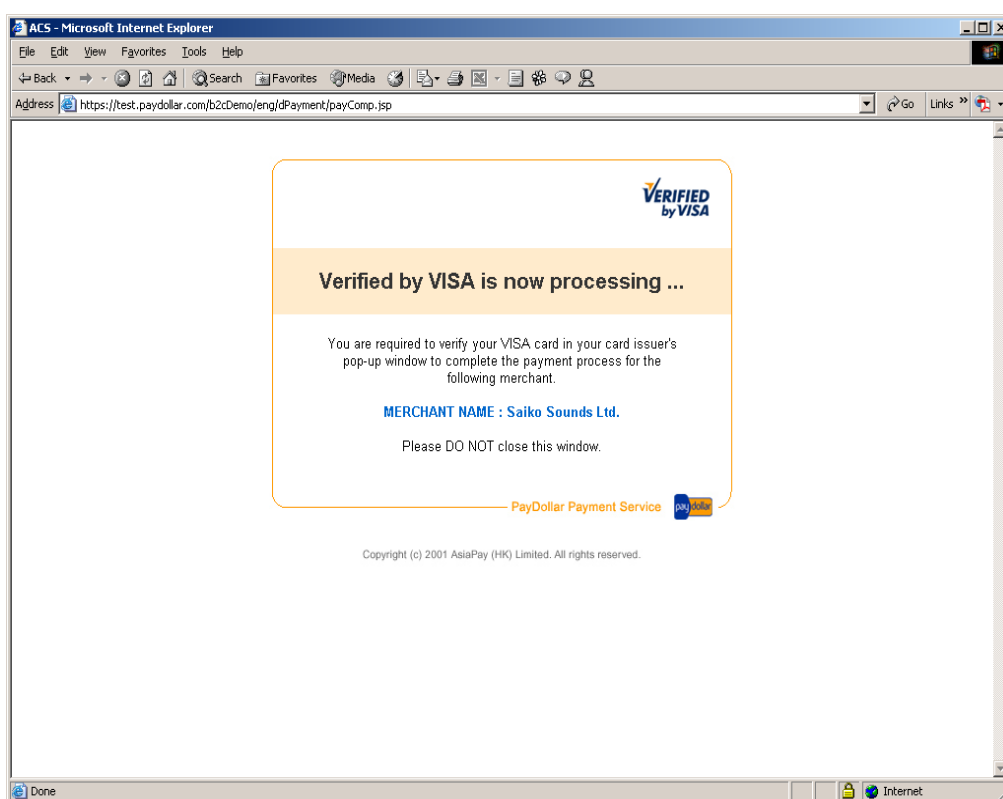 ACS - Microsoft Internet Explorer
File Edit View Favorites Tools Help
Back Search Favorites Media
Address https://test.paydollar.com/b2cDemo/eng/dPayment/payComp.jsp Go Links »
VERIFIED
by VISA
Verified by VISA is now processing ...
You are required to verify your VISA card in your card issuer's
pop-up window to complete the payment process for the
following merchant.
MERCHANT NAME : Saiko Sounds Ltd.
Please DO NOT close this window.
PayDollar Payment Service paydollar
Copyright (c) 2001 AsiaPay (HK) Limited. All rights reserved.
Done Internet